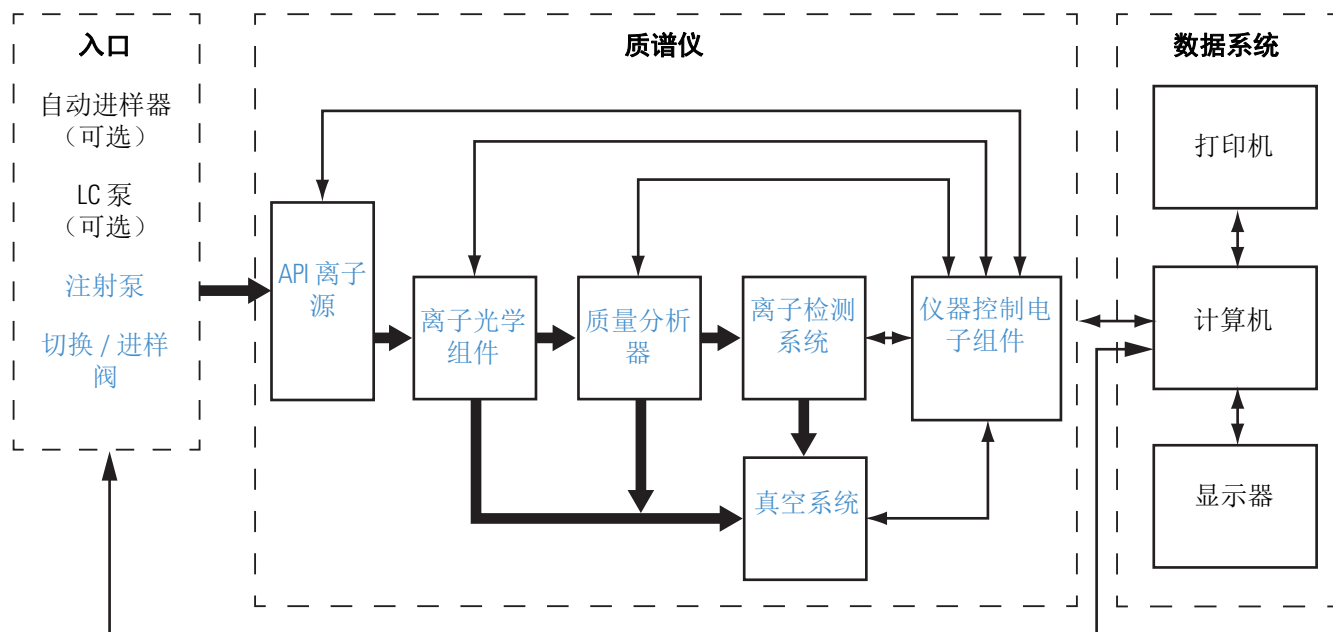 入口
自动进样器
（可选）
LC 泵
（可选）
注射泵
切换 / 进样
阀
质谱仪
API 离子
源
离子光学
组件
质量分析
器
离子检测
系统
仪器控制电
子组件
真空系统
数据系统
打印机
计算机
显示器